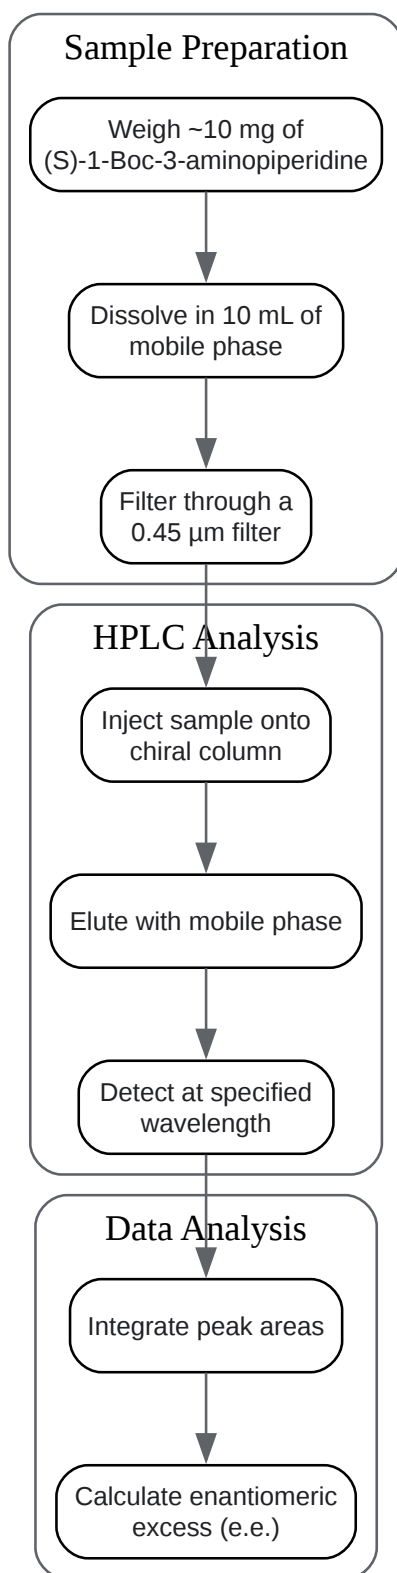 Sample Preparation
Weigh ~10 mg of
(S)-1-Boc-3-aminopiperidine
Dissolve in 10 mL of
mobile phase
Filter through a
0.45 µm filter
HPLC Analysis
Inject sample onto
chiral column
Elute with mobile phase
Detect at specified
wavelength
Data Analysis
Integrate peak areas
Calculate enantiomeric
excess (e.e.)